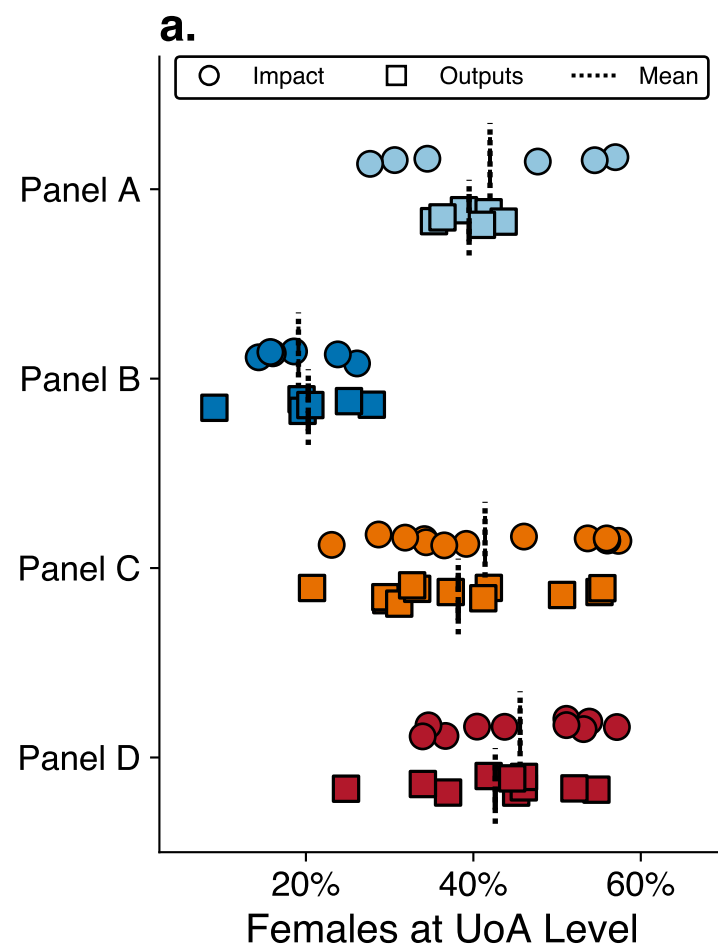 a.
Impact Outputs Mean
Panel A
Panel B
Panel C
Panel D
20% 40% 60%
Females at UoA Level